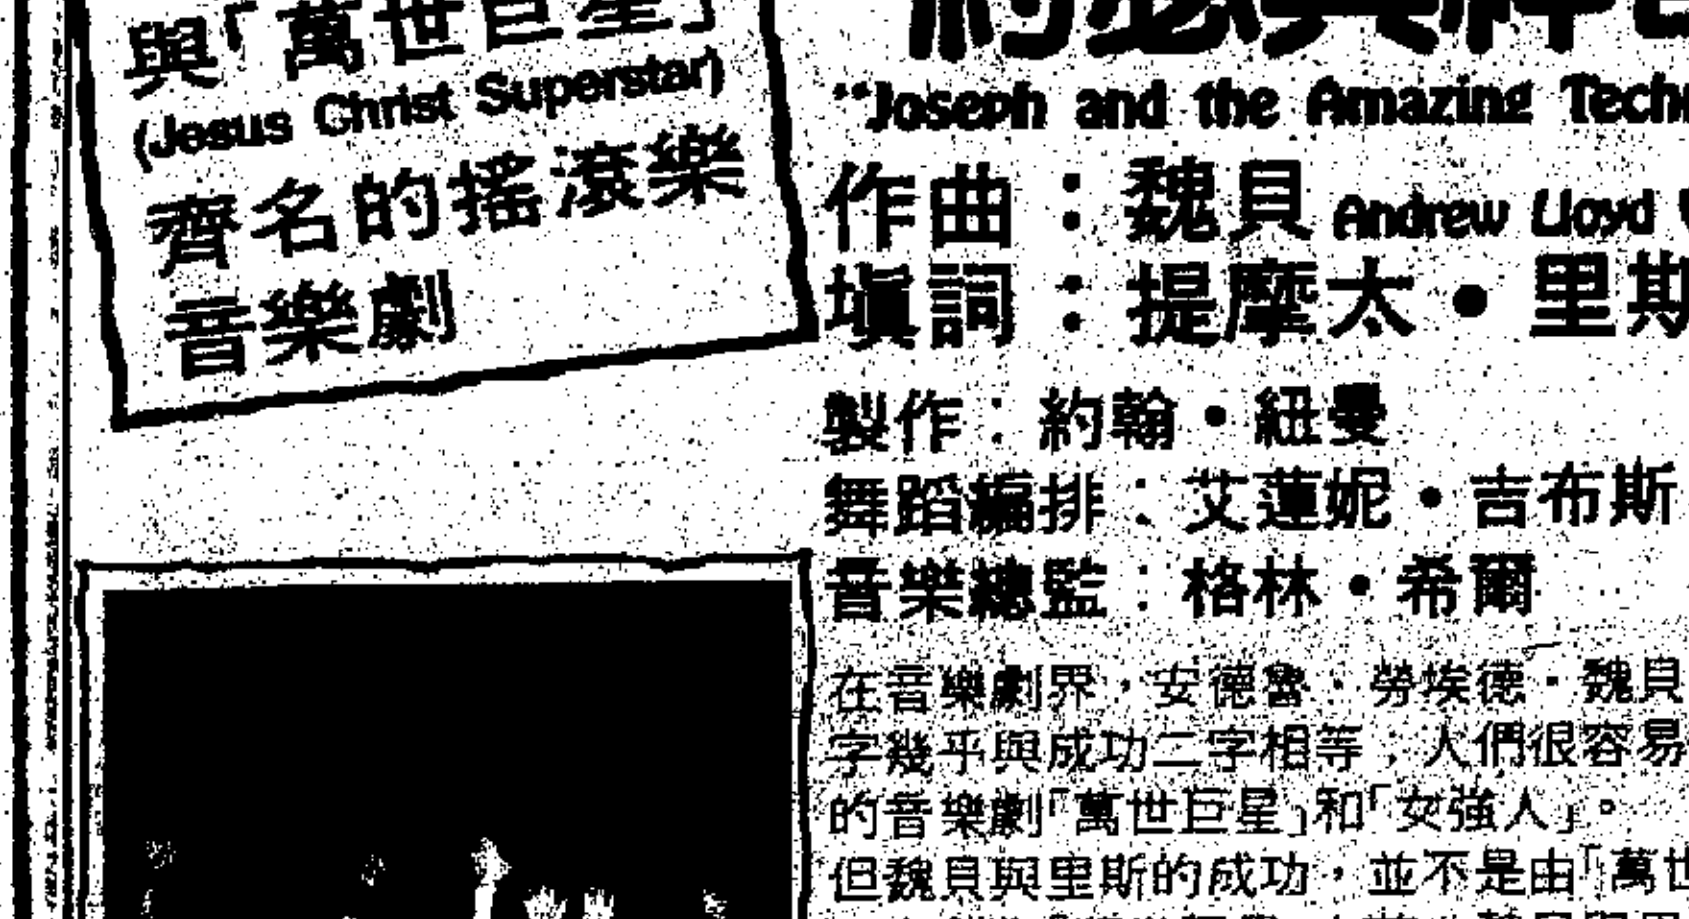 與「萬世巨星」
(Jesus Christ Superstar)
齊名的搖滾樂
音樂劇
"Joseph and the Amazing Techn
作曲：魏貝 Andrew Lloyd
塡詞：提摩太・里斯
製作：約翰・紐曼
舞蹈編排：艾蓮妮・吉布斯
音樂總監：格林・希爾
在音樂劇界，安德魯・勞埃德・魏貝
字幾乎與成功二字相等，人們很容易
的音樂劇「萬世巨星」和「女強人」。
但魏貝與里斯的成功，並不是由「萬世